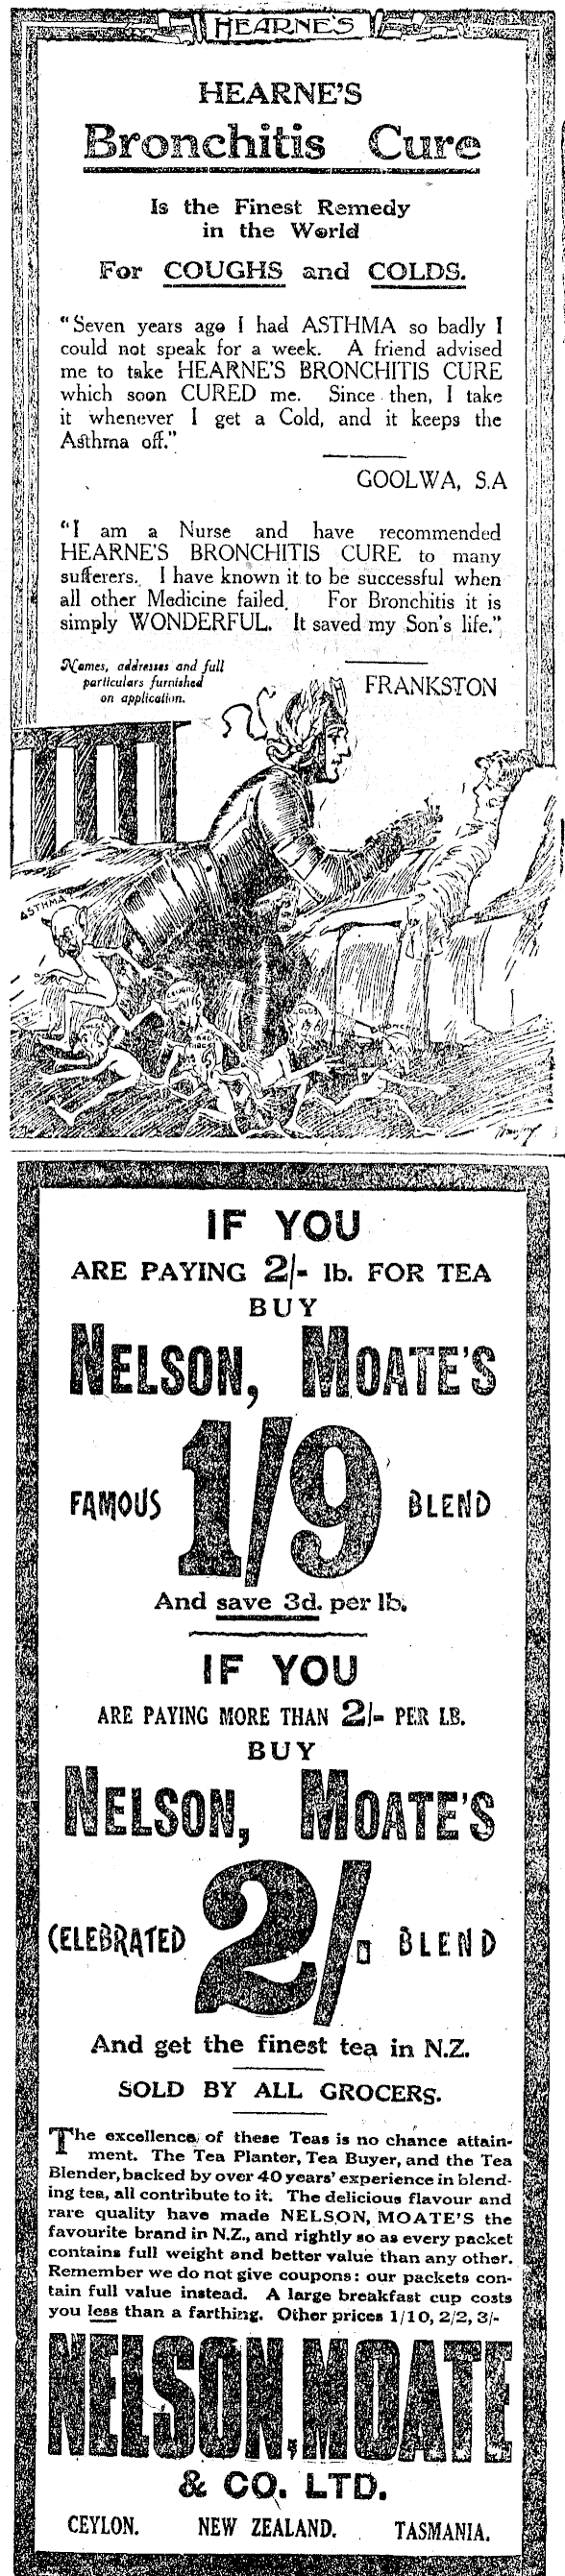 HEARNE'S
HEARNE'S
Bronchitis Cure
Is the Finest Remedy
in the World
For COUGHS and COLDS.
"Seven years ago I had ASTHMA so badly I
could not speak for a week. A friend advised
me to take HEARNE'S BRONCHITIS CURE
which soon CURED me. Since then, I take
it whenever I get a Cold, and it keeps the
Asthma off."
GOOLWA, S.A
"I am a Nurse and have recommended
HEARNE'S BRONCHITIS CURE to many
sufferers. I have known it to be successful when
all other Medicine failed. For Bronchitis it is
simply WONDERFUL. It saved my Son's life."
Names, addresses and full
particulars furnished
on application.
FRANKSTON
ASTHMA
COLDS
IF YOU
ARE PAYING 2/- lb. FOR TEA
BUY
NELSON, MOATE'S
FAMOUS 1/9 BLEND
And save 3d. per lb.
IF YOU
ARE PAYING MORE THAN 2/- PER LB.
BUY
NELSON, MOATE'S
CELEBRATED 2/- BLEND
And get the finest tea in N.Z.
SOLD BY ALL GROCERS.
The excellence of these Teas is no chance attain-
ment. The Tea Planter, Tea Buyer, and the Tea
Blender, backed by over 40 years' experience in blend-
ing tea, all contribute to it. The delicious flavour and
rare quality have made NELSON, MOATE'S the
favourite brand in N.Z., and rightly so as every packet
contains full weight and better value than any other.
Remember we do not give coupons: our packets con-
tain full value instead. A large breakfast cup costs
you less than a farthing. Other prices 1/10, 2/2, 3/-
NELSON, MOATE
& CO. LTD.
CEYLON. NEW ZEALAND. TASMANIA.